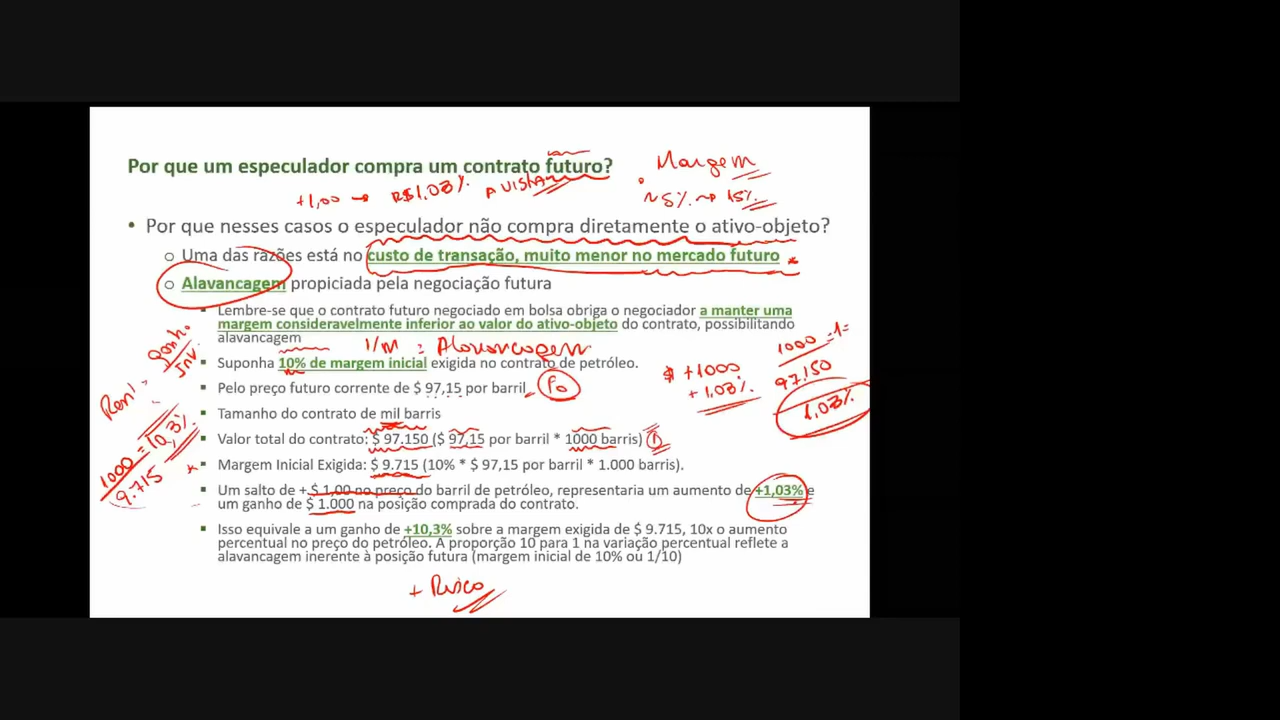 Por que um especulador compra um contrato futuro?
Margem
+1,00 → R$1.03%. A VISTA
~5% ~> 15%
• Por que nesses casos o especulador não compra diretamente o ativo-objeto?
o Uma das razões está no custo de transação, muito menor no mercado futuro
o Alavancagem propiciada pela negociação futura
▪ Lembre-se que o contrato futuro negociado em bolsa obriga o negociador a manter uma
margem consideravelmente inferior ao valor do ativo-objeto do contrato, possibilitando
alavancagem
1/M = Alavancagem
▪ Suponha 10% de margem inicial exigida no contrato de petróleo.
▪ Pelo preço futuro corrente de $ 97,15 por barril
Fo
▪ Tamanho do contrato de mil barris
▪ Valor total do contrato: $ 97.150 ($ 97,15 por barril * 1000 barris)
▪ Margem Inicial Exigida: $ 9.715 (10% * $ 97,15 por barril * 1.000 barris).
▪ Um salto de + $ 1,00 no preço do barril de petróleo, representaria um aumento de +1,03% e
um ganho de $ 1.000 na posição comprada do contrato.
▪ Isso equivale a um ganho de +10,3% sobre a margem exigida de $ 9.715, 10x o aumento
percentual no preço do petróleo. A proporção 10 para 1 na variação percentual reflete a
alavancagem inerente à posição futura (margem inicial de 10% ou 1/10)
+ Risco
ganho
Inv.
1000 = 10,3%
9.715
$ +1000
+1,03%
1000
97.150
1,03%